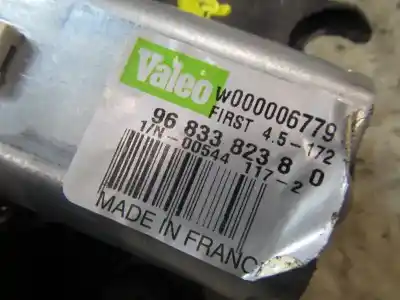 Valeo
W000006779
FIRST 4.5-172
96 833 823 8 0
1/N-00544 117-2
MADE IN FRANC